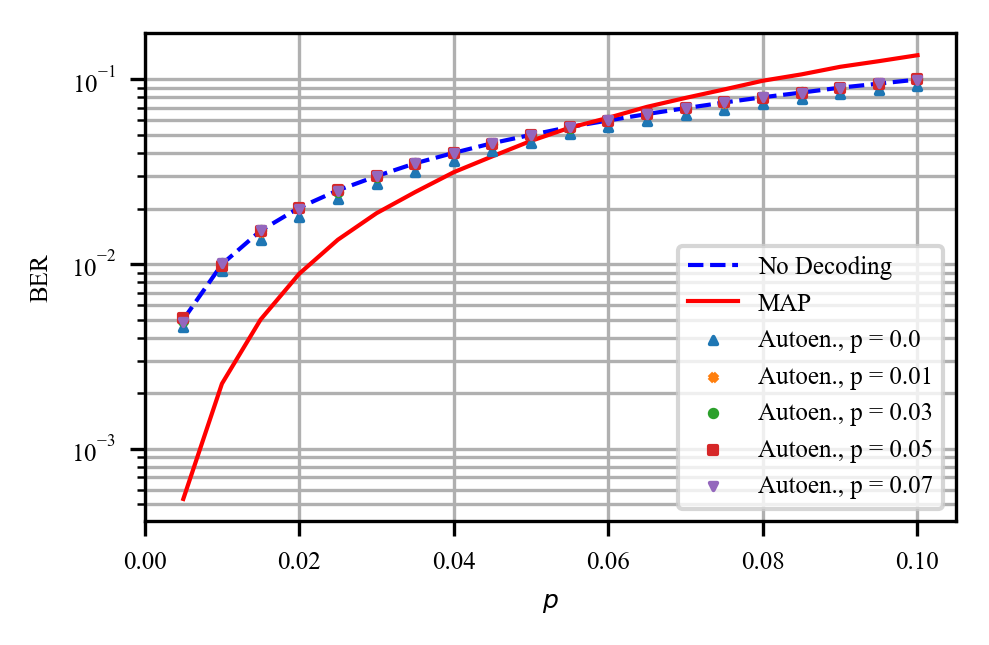 10⁻¹
10⁻²
10⁻³
BER
No Decoding
MAP
Autoen., p = 0.0
Autoen., p = 0.01
Autoen., p = 0.03
Autoen., p = 0.05
Autoen., p = 0.07
0.00 0.02 0.04 0.06 0.08 0.10
p